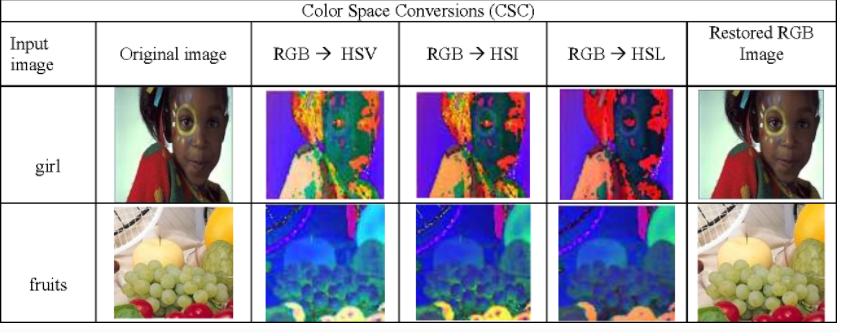 Color Space Conversions (CSC)
Input
image
Original image
RGB → HSV
RGB → HSI
RGB → HSL
Restored RGB
Image
girl
fruits